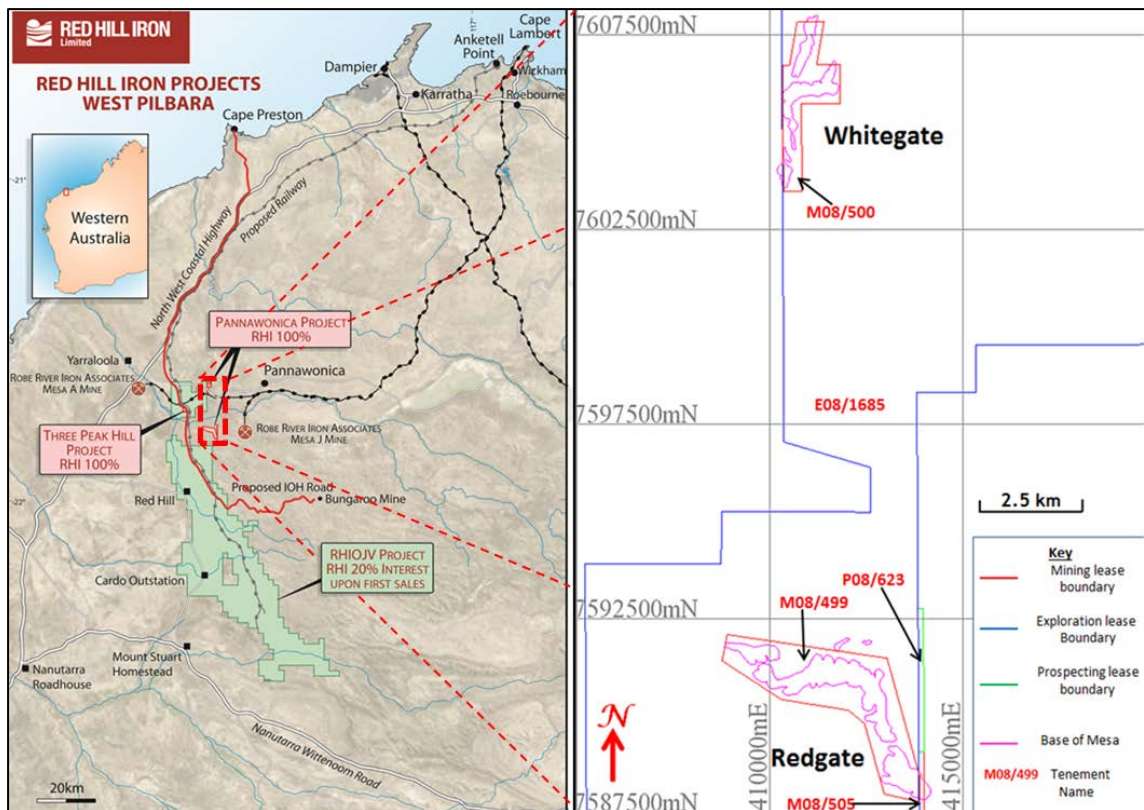 RED HILL IRON
Limited
RED HILL IRON PROJECTS
WEST PILBARA
Western
Australia
117°
Cape
Lambert
Anketell
Point
Wickham
Dampier
Karratha
Roebourne
Cape Preston
21°
North West Coastal Highway
Proposed Railway
PANNAWONICA PROJECT
RHI 100%
Yarraloola
Pannawonica
ROBE RIVER IRON ASSOCIATES
MESA A MINE
ROBE RIVER IRON ASSOCIATES
MESA J MINE
THREE PEAK HILL
PROJECT
RHI 100%
Proposed IOH Road
Bungaroo Mine
Red Hill
22°
RHIOJV PROJECT
RHI 20% INTEREST
UPON FIRST SALES
Cardo Outstation
Mount Stuart
Homestead
Nanutarra
Roadhouse
Nanutarra Wittenoom Road
20km
7607500mN
Whitegate
M08/500
7602500mN
E08/1685
7597500mN
2.5 km
P08/623
M08/499
7592500mN
410000mE
415000mE
N
Redgate
M08/505
7587500mN
Key
Mining lease
boundary
Exploration lease
Boundary
Prospecting lease
boundary
Base of Mesa
M08/499 Tenement
Name